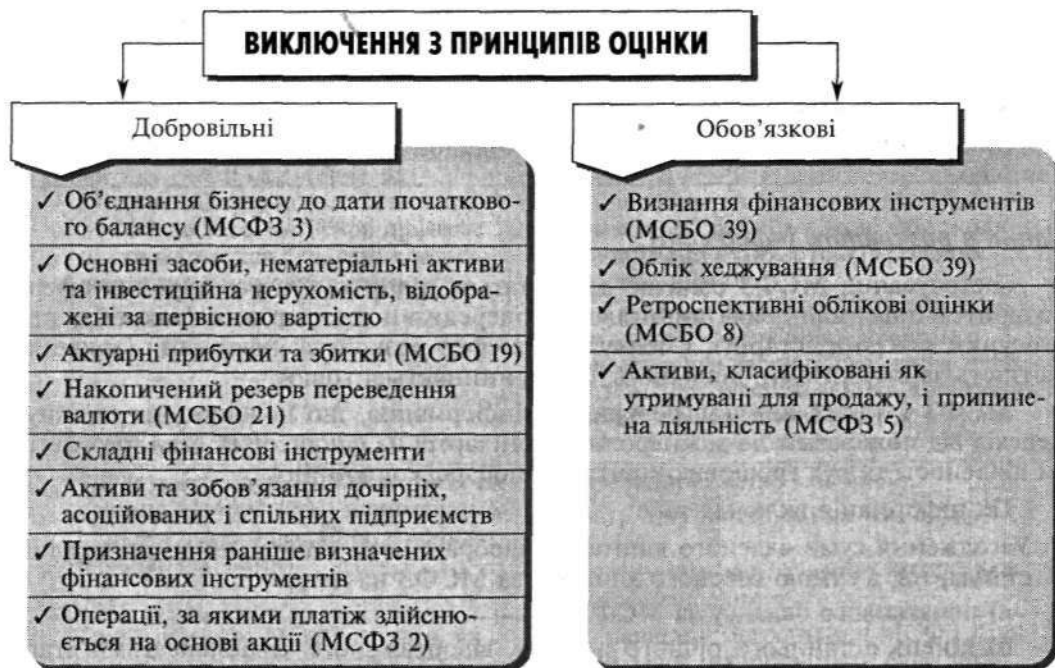 ВИКЛЮЧЕННЯ З ПРИНЦИПІВ ОЦІНКИ
Добровільні
✓ Об’єднання бізнесу до дати початково-
го балансу (МСФЗ 3)
✓ Основні засоби, нематеріальні активи
та інвестиційна нерухомість, відобра-
жені за первісною вартістю
✓ Актуарні прибутки та збитки (МСБО 19)
✓ Накопичений резерв переведення
валюти (МСБО 21)
✓ Складні фінансові інструменти
✓ Активи та зобов’язання дочірніх,
асоційованих і спільних підприємств
✓ Призначення раніше визначених
фінансових інструментів
✓ Операції, за якими платіж здійсню-
ється на основі акції (МСФЗ 2)
Обов’язкові
✓ Визнання фінансових інструментів
(МСБО 39)
✓ Облік хеджування (МСБО 39)
✓ Ретроспективні облікові оцінки
(МСБО 8)
✓ Активи, класифіковані як
утримувані для продажу, і припине-
на діяльність (МСФЗ 5)